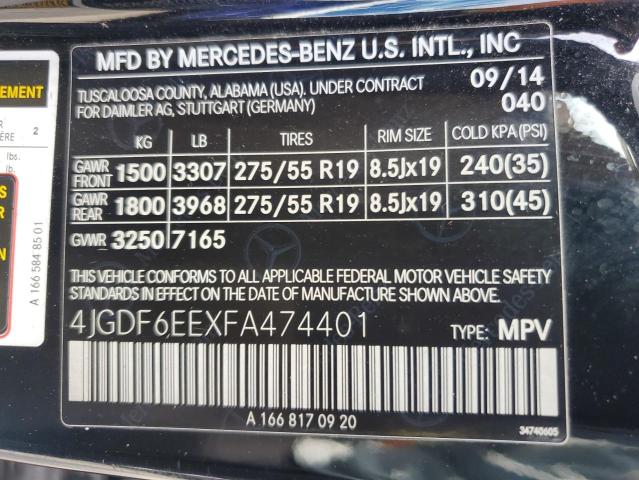 MFD BY MERCEDES-BENZ U.S. INTL., INC
TUSCALOOSA COUNTY, ALABAMA (USA). UNDER CONTRACT 09/14
FOR DAIMLER AG, STUTTGART (GERMANY) 040
KG LB TIRES RIM SIZE COLD KPA (PSI)
GAWR FRONT 1500 3307 275/55 R19 8.5Jx19 240(35)
GAWR REAR 1800 3968 275/55 R19 8.5Jx19 310(45)
GVWR 3250 7165
THIS VEHICLE CONFORMS TO ALL APPLICABLE FEDERAL MOTOR VEHICLE SAFETY
STANDARDS IN EFFECT ON THE DATE OF MANUFACTURE SHOWN ABOVE.
4JGDF6EEXFA474401 TYPE: MPV
A 166 817 09 20
34740605
2
lbs.
lb.
A 166 584 85 01